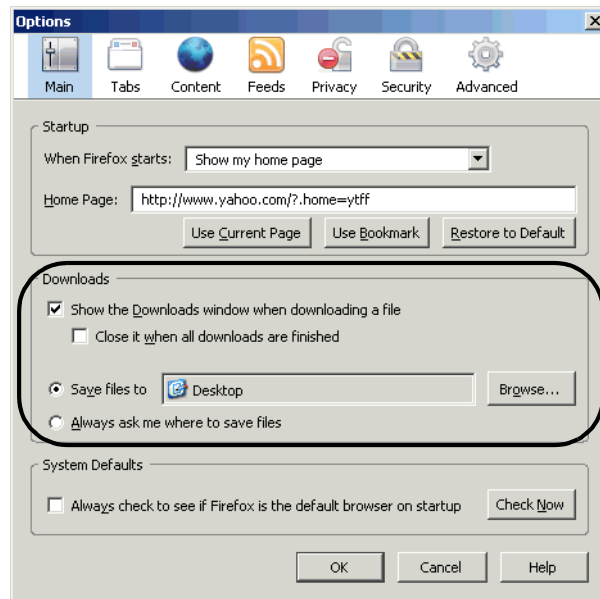 Options
Main Tabs Content Feeds Privacy Security Advanced
Startup
When Firefox starts: Show my home page
Home Page: http://www.yahoo.com/?.home=ytff
Use Current Page Use Bookmark Restore to Default
Downloads
Show the Downloads window when downloading a file
Close it when all downloads are finished
Save files to Desktop Browse...
Always ask me where to save files
System Defaults
Always check to see if Firefox is the default browser on startup Check Now
OK Cancel Help